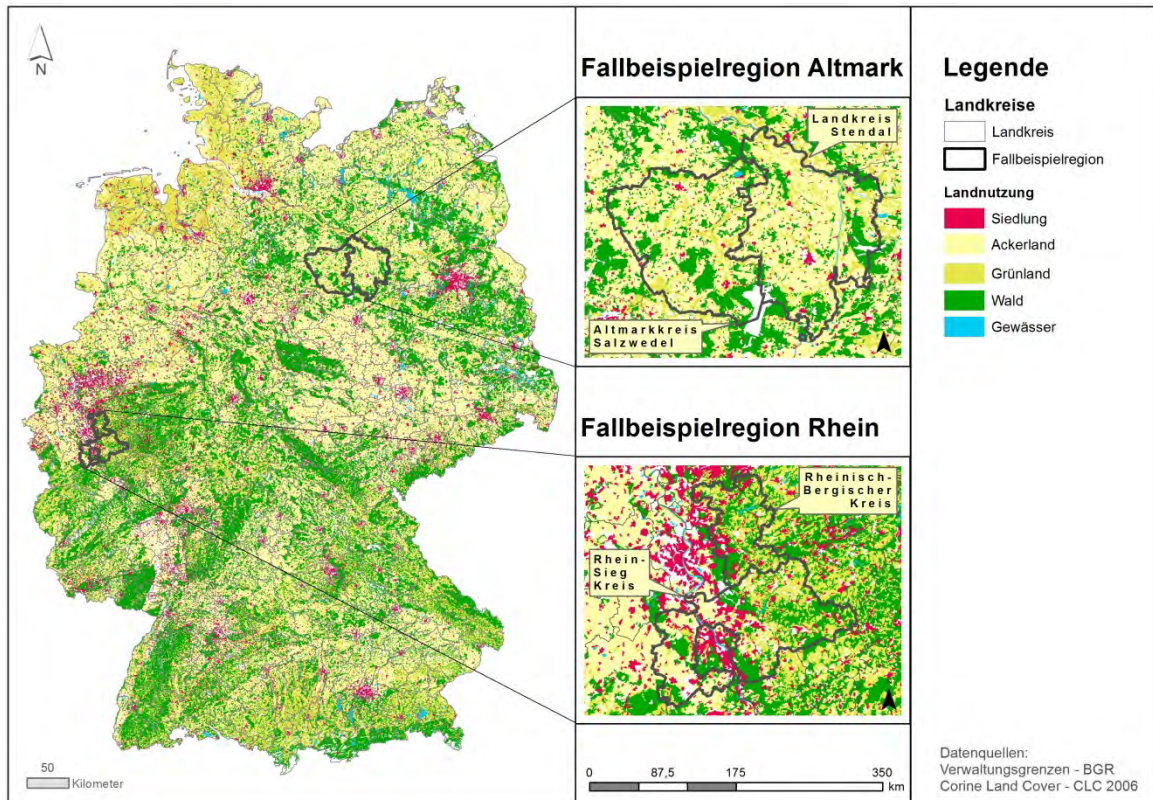 N
50
Kilometer
Fallbeispielregion Altmark
Landkreis
Stendal
Altmarkkreis
Salzwedel
Fallbeispielregion Rhein
Rheinisch-
Bergischer
Kreis
Rhein-
Sieg
Kreis
0 87,5 175 350
km
Legende
Landkreise
Landkreis
Fallbeispielregion
Landnutzung
Siedlung
Ackerland
Grünland
Wald
Gewässer
Datenquellen:
Verwaltungsgrenzen - BGR
Corine Land Cover - CLC 2006